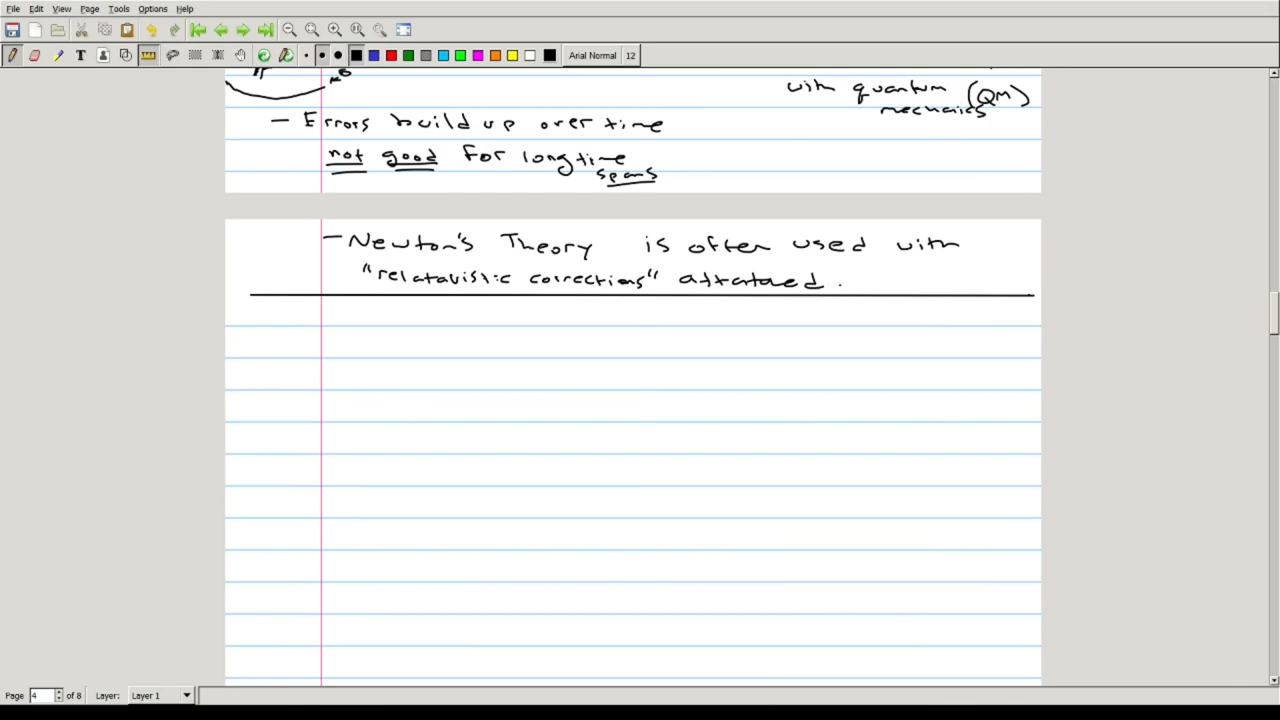 File Edit View Page Tools Options Help
T Arial Normal 12
with quantum (QM)
mechanics
- Errors build up over time
not good for long time
spans
- Newton's Theory is often used with
"relatavistic corrections"
Page 4 of 8 Layer: Layer 1